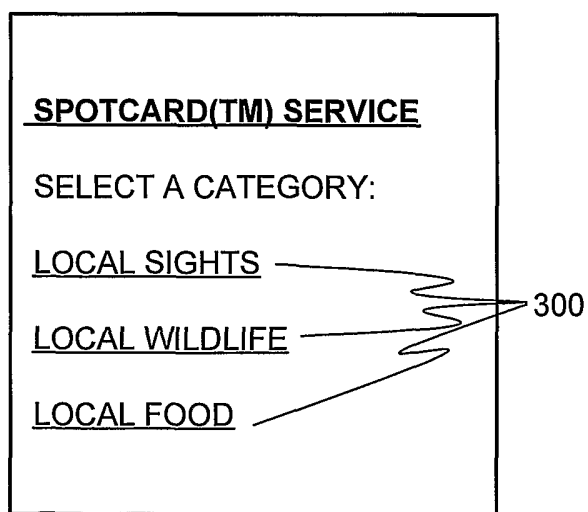 SPOTCARD(TM) SERVICE
SELECT A CATEGORY:
LOCAL SIGHTS
300
LOCAL WILDLIFE
LOCAL FOOD